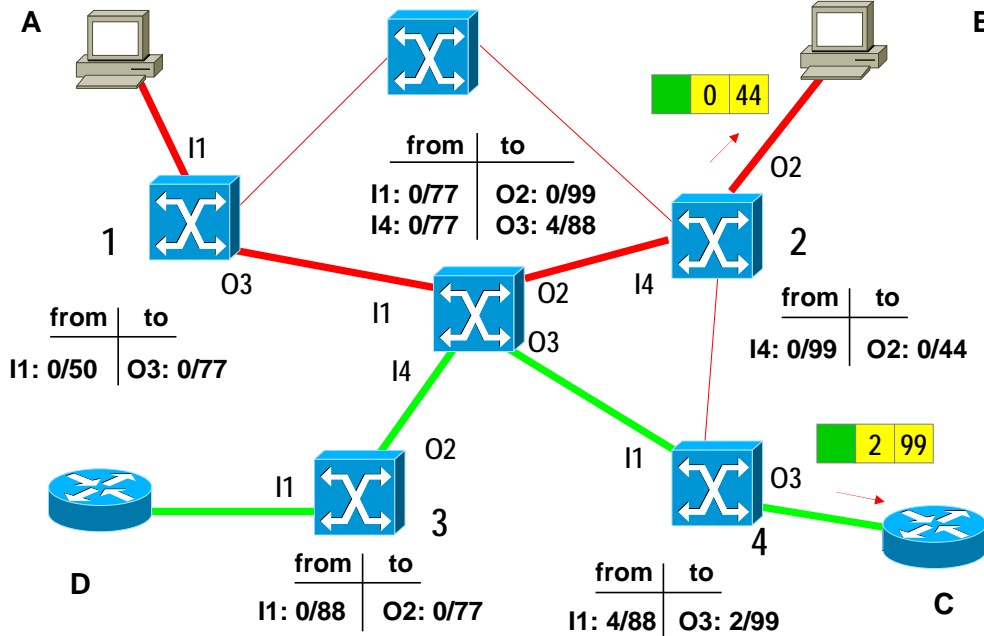 A
0 44
I1
from to
O2
I1: 0/77 O2: 0/99
I4: 0/77 O3: 4/88
1
2
O3
O2
I4
I1
O3
from to
from to
I4: 0/99 O2: 0/44
I1: 0/50 O3: 0/77
I4
O2
I1
2 99
I1
O3
3
4
from to
from to
D
I1: 0/88 O2: 0/77
I1: 4/88 O3: 2/99
C